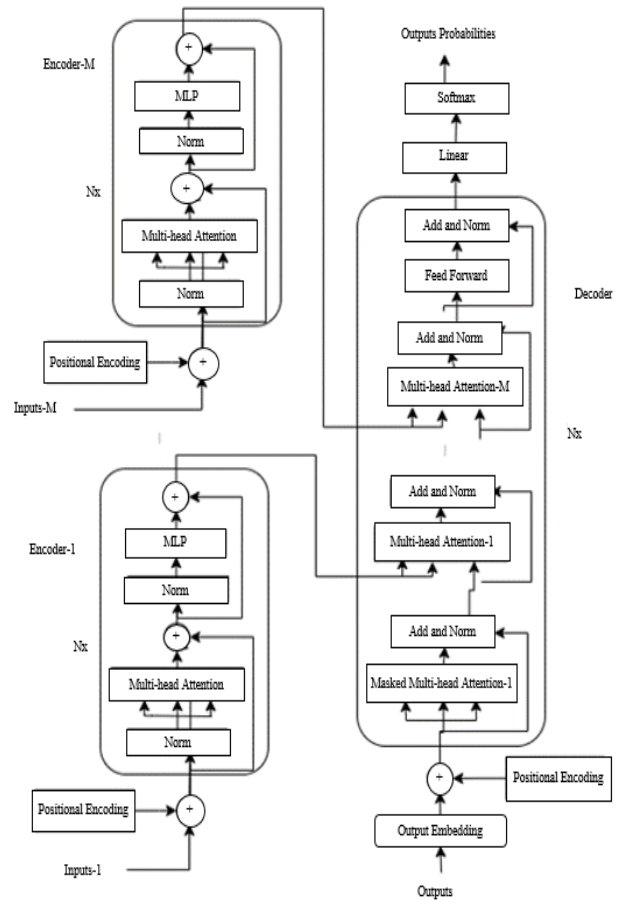 Encoder-M
+
MLP
Norm
Nx
+
Multi-head Attention
Norm
Positional Encoding
+
Inputs-M
Encoder-1
+
MLP
Norm
Nx
+
Multi-head Attention
Norm
Positional Encoding
+
Inputs-1
Outputs Probabilities
Softmax
Linear
Add and Norm
Feed Forward
Decoder
Add and Norm
Multi-head Attention-M
Nx
Add and Norm
Multi-head Attention-1
Add and Norm
Masked Multi-head Attention-1
+
Positional Encoding
Output Embedding
Outputs